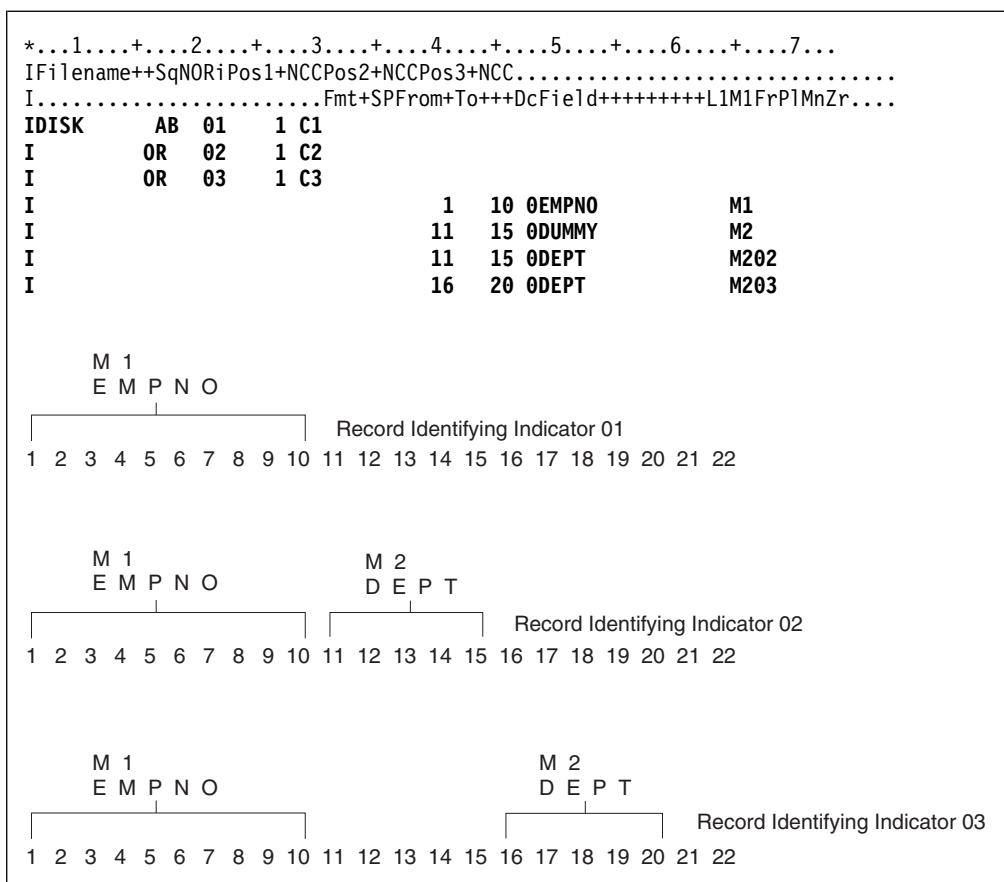 *...1....+....2....+....3....+....4....+....5....+....6....+....7...
IFilename++SqNORiPos1+NCCPos2+NCCPos3+NCC................................
I........................Fmt+SPFrom+To+++DcField+++++++++L1M1FrPlMnZr....
IDISK      AB  01    1 C1
I         OR   02    1 C2
I         OR   03    1 C3
I                                  1   10 0EMPNO           M1
I                                 11   15 0DUMMY           M2
I                                 11   15 0DEPT            M202
I                                 16   20 0DEPT            M203
M 1
E M P N O
Record Identifying Indicator 01
1 2 3 4 5 6 7 8 9 10 11 12 13 14 15 16 17 18 19 20 21 22
M 1 M 2
E M P N O D E P T
Record Identifying Indicator 02
1 2 3 4 5 6 7 8 9 10 11 12 13 14 15 16 17 18 19 20 21 22
M 1 M 2
E M P N O D E P T
Record Identifying Indicator 03
1 2 3 4 5 6 7 8 9 10 11 12 13 14 15 16 17 18 19 20 21 22